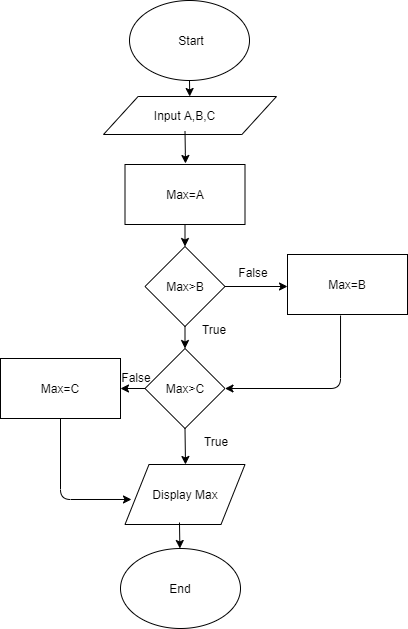 Start
Input A,B,C
Max=A
Max>B
False
Max=B
True
Max>C
False
Max=C
True
Display Max
End